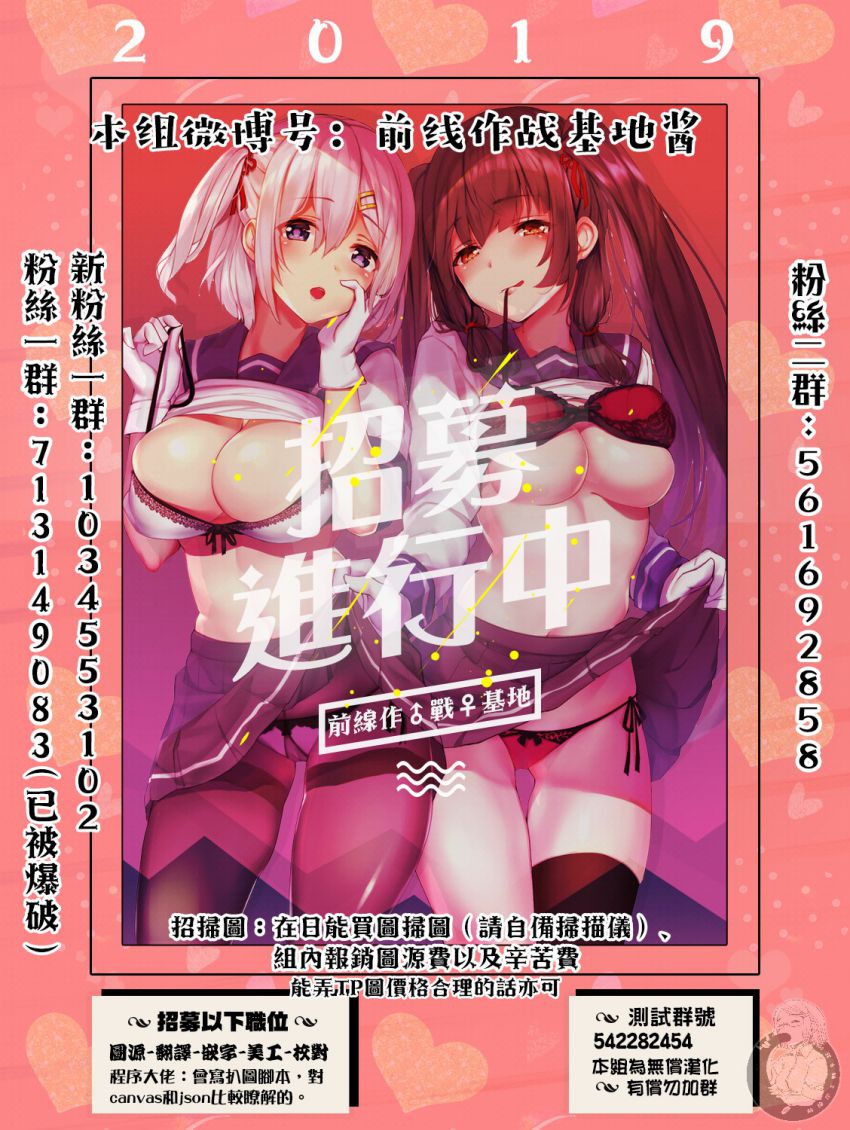 2019
本组微博号：前线作战基地酱
粉絲一群：713149083(已被爆破)
新粉絲一群：1034553102
粉絲二群：561692858
招募
進行中
前線作♂戰♀基地
招掃圖：在日能買圖掃圖（請自備掃描儀）、
組內報銷圖源費以及辛苦費
能弄TP圖價格合理的話亦可
招募以下職位
圖源-翻譯-嵌字-美工-校對
程序大佬：曾寫扒圖腳本，對
canvas和json比較瞭解的。
測試群號
542282454
本組為無償漢化
有償勿加群